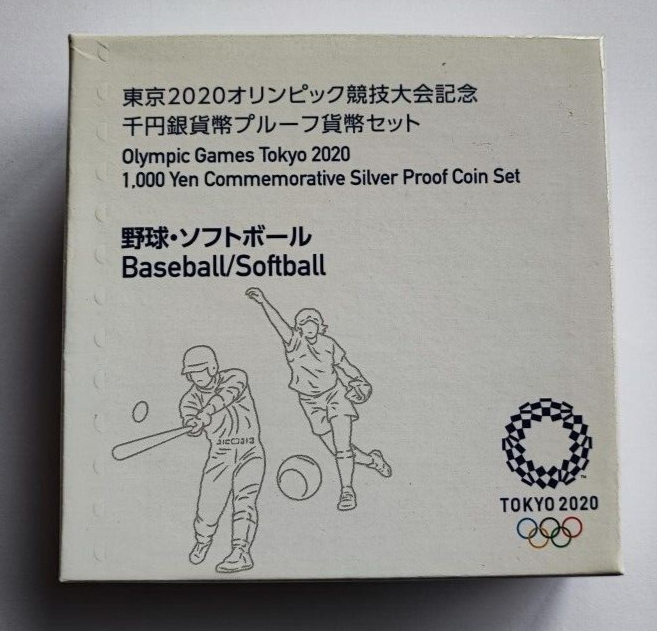 東京2020オリンピック競技大会記念
千円銀貨幣プルーフ貨幣セット
Olympic Games Tokyo 2020
1,000 Yen Commemorative Silver Proof Coin Set
野球・ソフトボール
Baseball/Softball
TOKYO 2020